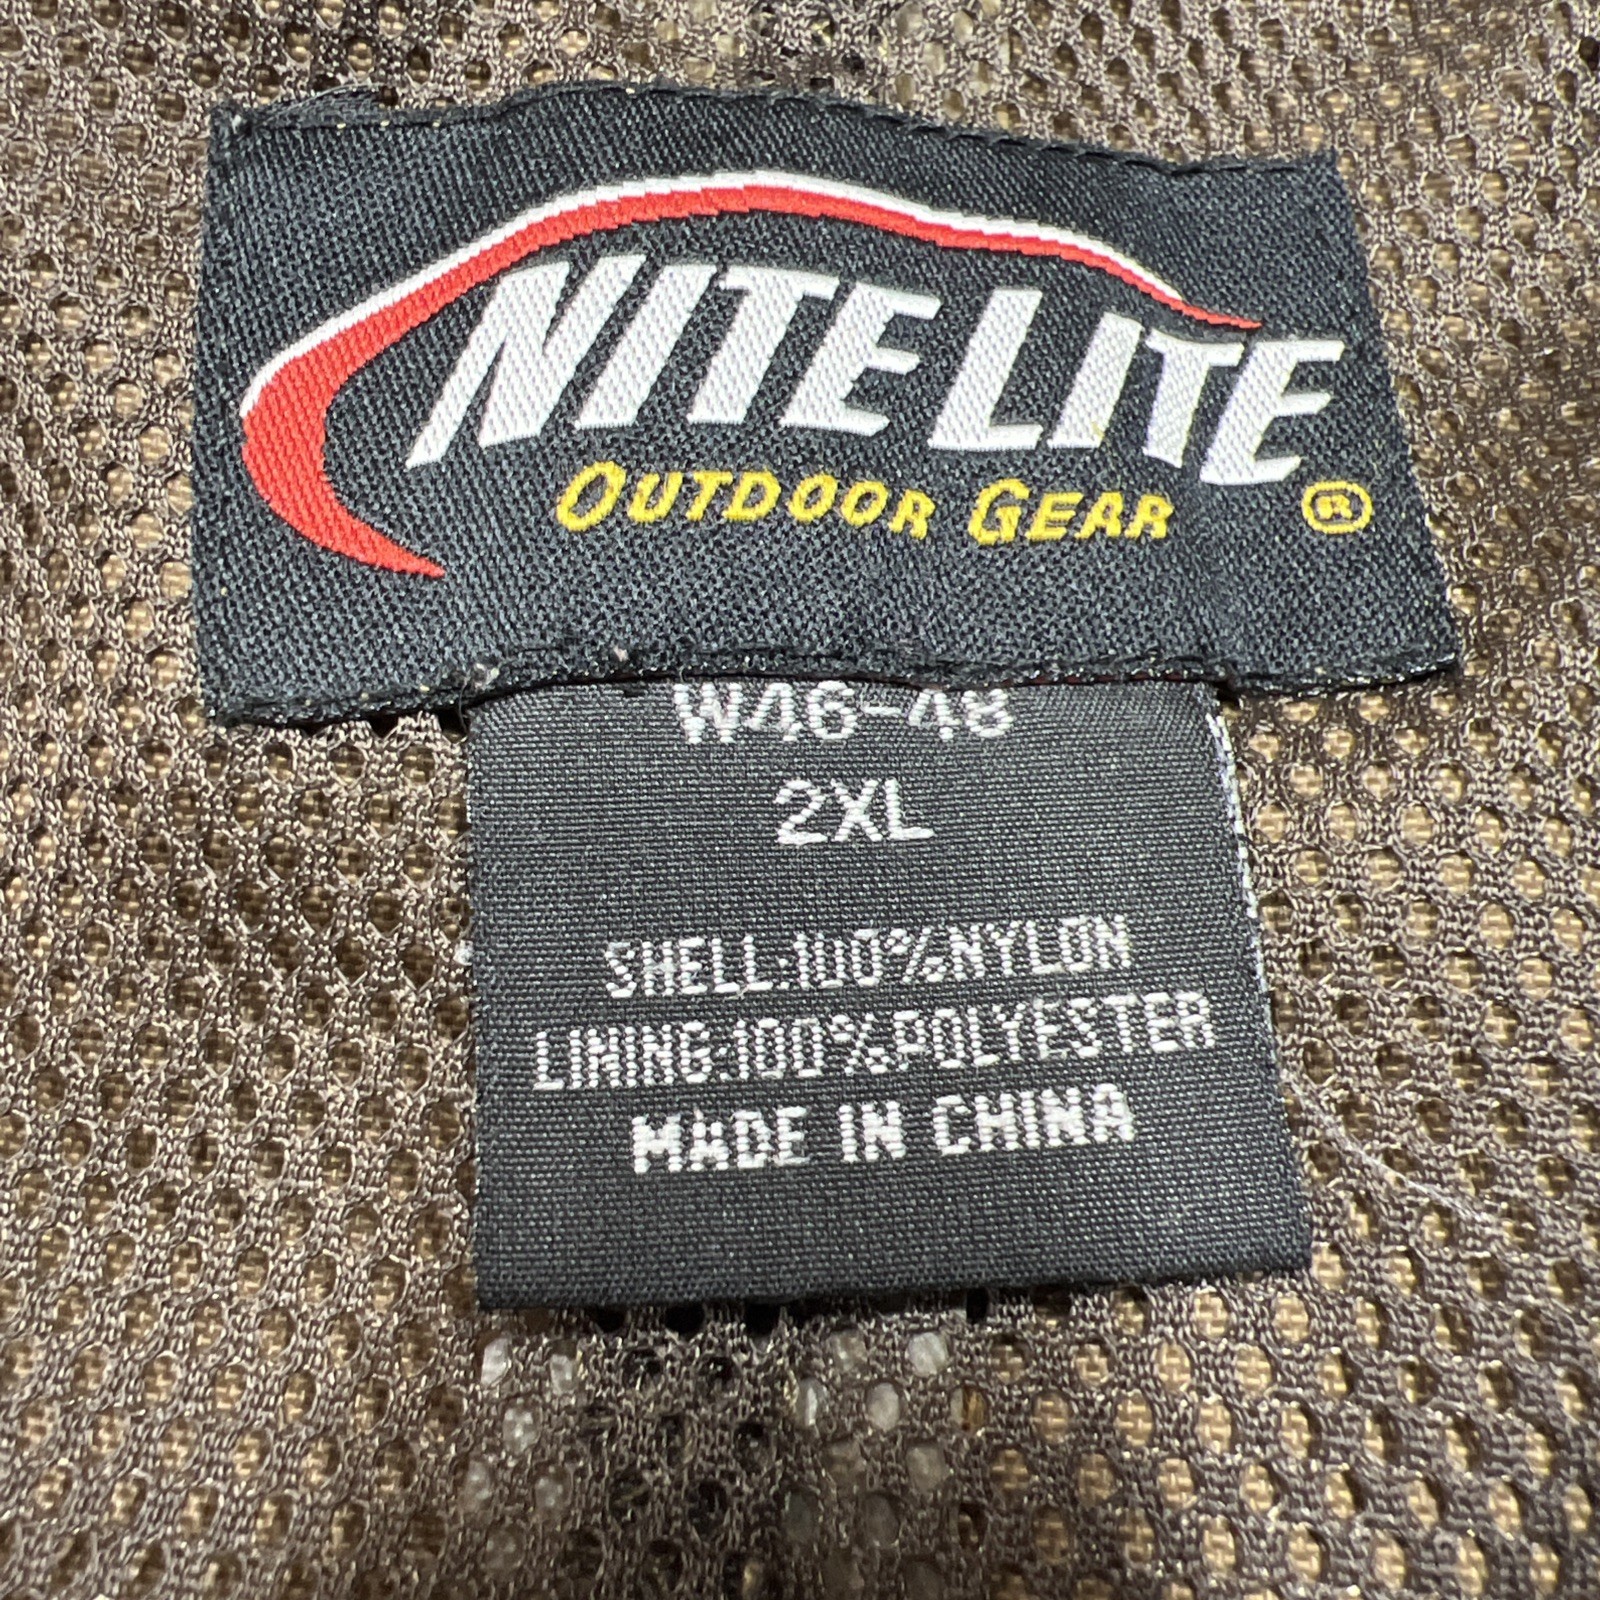 NITE LITE
OUTDOOR GEAR ®
W46-48
2XL
SHELL:100%NYLON
LINING:100%POLYESTER
MADE IN CHINA